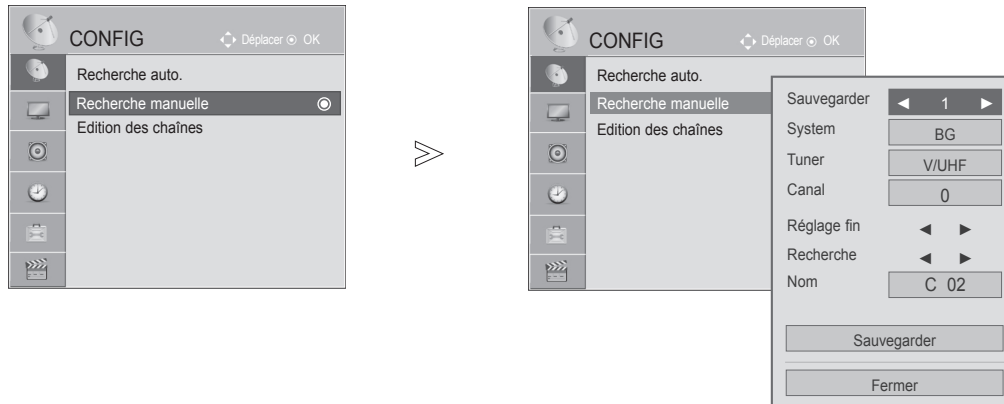 CONFIG
Déplacer OK
Recherche auto.
Recherche manuelle
Edition des chaînes
CONFIG
Déplacer OK
Recherche auto.
Recherche manuelle
Edition des chaînes
Sauvegarder ◄ 1 ►
System BG
Tuner V/UHF
Canal 0
Réglage fin ◄ ►
Recherche ◄ ►
Nom C 02
Sauvegarder
Fermer